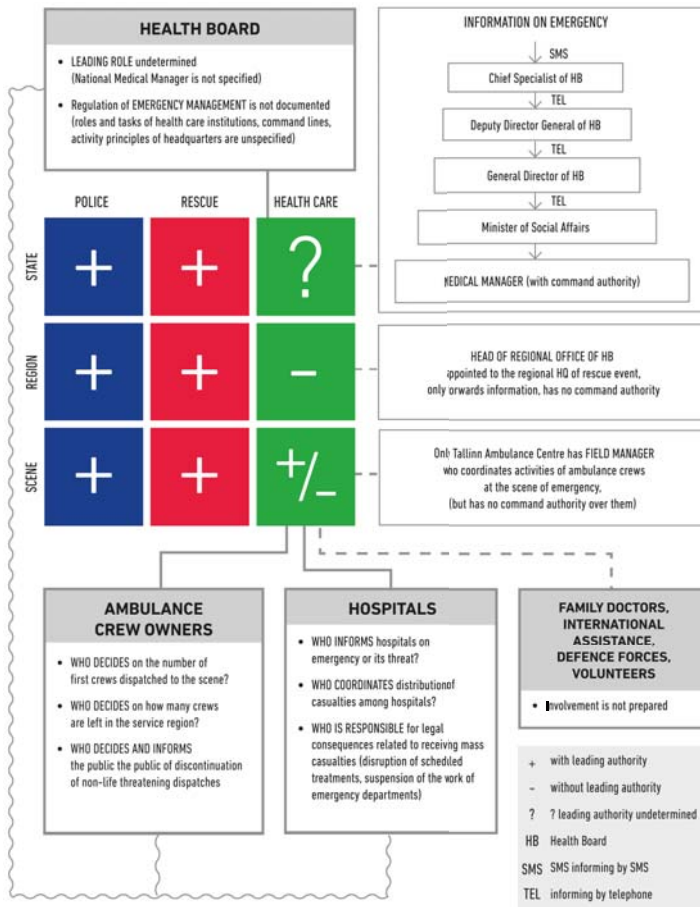 HEALTH BOARD
• LEADING ROLE undetermined
(National Medical Manager is not specified)
• Regulation of EMERGENCY MANAGEMENT is not documented
(roles and tasks of health care institutions, command lines,
activity principles of headquarters are unspecified)
INFORMATION ON EMERGENCY
SMS
Chief Specialist of HB
TEL
Deputy Director General of HB
TEL
General Director of HB
TEL
Minister of Social Affairs
MEDICAL MANAGER (with command authority)
POLICE RESCUE HEALTH CARE
STATE + + ?
REGION + + -
SCENE + + +/-
HEAD OF REGIONAL OFFICE OF HB
appointed to the regional HQ of rescue event,
only orwards information, has no command authority
Only Tallinn Ambulance Centre has FIELD MANAGER
who coordinates activities of ambulance crews
at the scene of emergency,
(but has no command authority over them)
AMBULANCE
CREW OWNERS
• WHO DECIDES on the number of
first crews dispatched to the scene?
• WHO DECIDES on how many crews
are left in the service region?
• WHO DECIDES AND INFORMS
the public the public of discontinuation
of non-life threatening dispatches
HOSPITALS
• WHO INFORMS hospitals on
emergency or its threat?
• WHO COORDINATES distribution of
casualties among hospitals?
• WHO IS RESPONSIBLE for legal
consequences related to receiving mass
casualties (disruption of scheduled
treatments, suspension of the work of
emergency departments)
FAMILY DOCTORS,
INTERNATIONAL
ASSISTANCE,
DEFENCE FORCES,
VOLUNTEERS
• Involvement is not prepared
+ with leading authority
- without leading authority
? ? leading authority undetermined
HB Health Board
SMS SMS informing by SMS
TEL informing by telephone